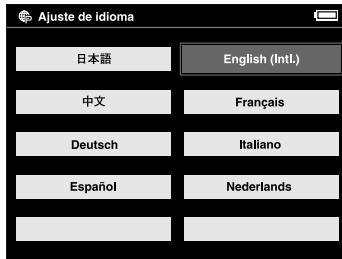 Ajuste de idioma
日本語
English (Intl.)
中文
Français
Deutsch
Italiano
Español
Nederlands